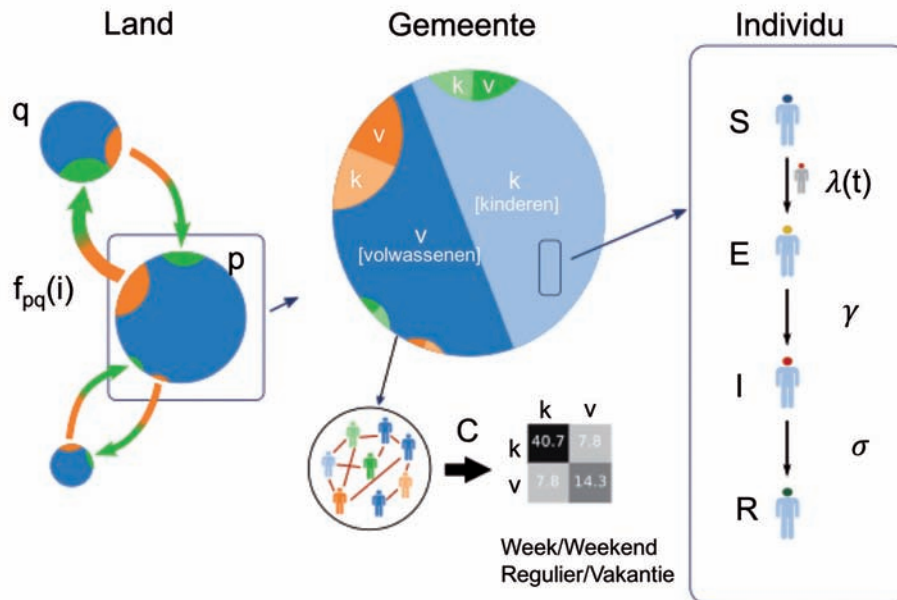 Land
Gemeente
Individu
q
p
f_pq(i)
k v
v
k
k
[kinderen]
v
[volwassenen]
C
k v
k 40.7 7.8
v 7.8 14.3
Week/Weekend
Regulier/Vakantie
S
λ(t)
E
γ
I
σ
R